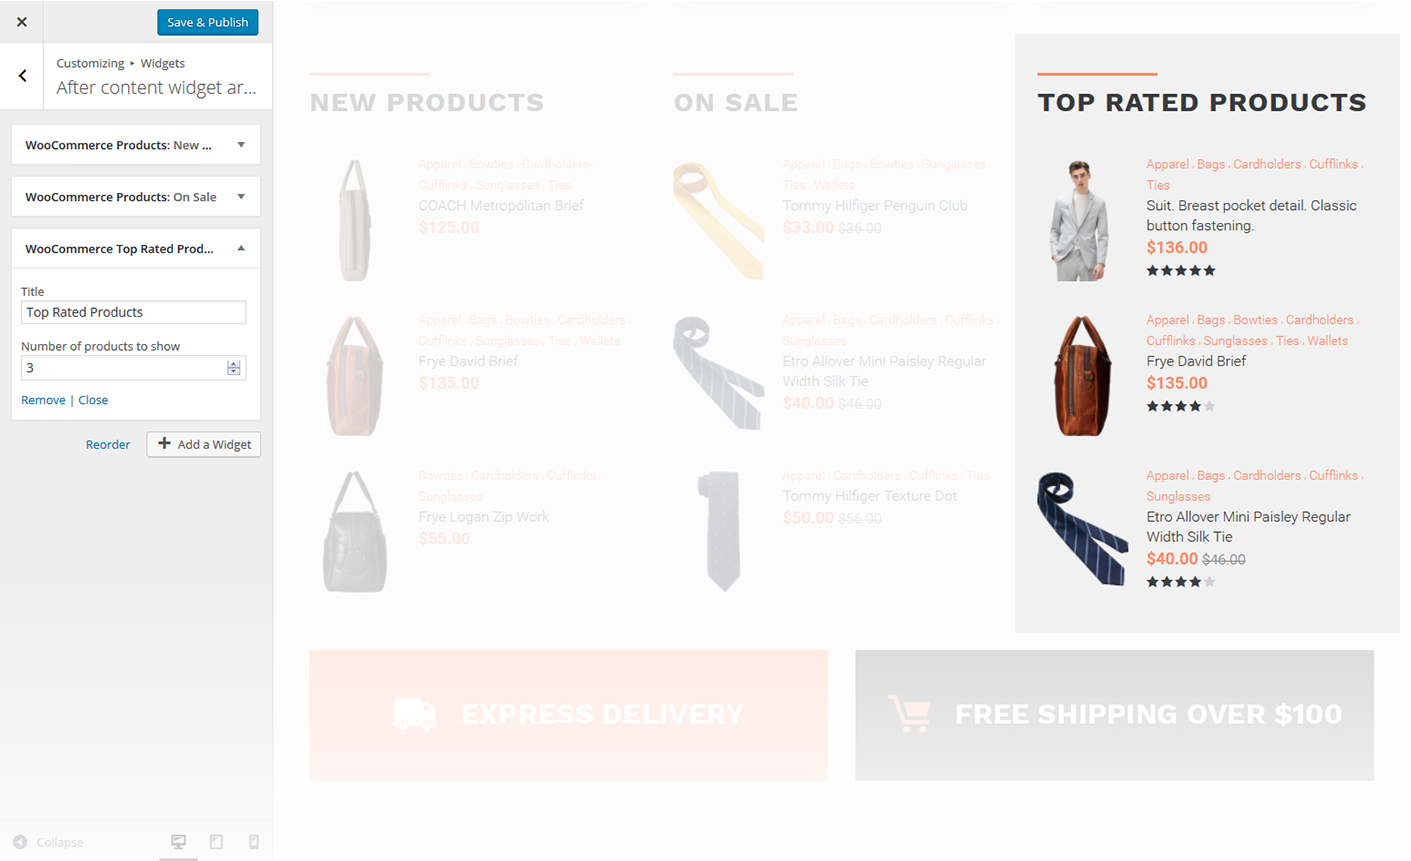 Save & Publish
Customizing ▸ Widgets
After content widget ar...
WooCommerce Products: New ...
WooCommerce Products: On Sale
WooCommerce Top Rated Prod...
Title
Top Rated Products
Number of products to show
3
Remove | Close
Reorder
Add a Widget
Collapse
NEW PRODUCTS
Apparel , Bowties , Cardholders ,
Cufflinks , Sunglasses , Ties
COACH Metropolitan Brief
$125.00
Apparel , Bags , Bowties , Cardholders ,
Cufflinks , Sunglasses , Ties , Wallets
Frye David Brief
$135.00
Bowties , Cardholders , Cufflinks ,
Sunglasses
Frye Logan Zip Work
$55.00
ON SALE
Apparel , Bags , Bowties , Sunglasses ,
Ties , Wallets
Tommy Hilfiger Penguin Club
$33.00 $36.00
Apparel , Bags , Cardholders , Cufflinks ,
Sunglasses
Etro Allover Mini Paisley Regular
Width Silk Tie
$40.00 $46.00
Apparel , Cardholders , Cufflinks , Ties
Tommy Hilfiger Texture Dot
$50.00 $56.00
TOP RATED PRODUCTS
Apparel , Bags , Cardholders , Cufflinks ,
Ties
Suit. Breast pocket detail. Classic
button fastening.
$136.00
Apparel , Bags , Bowties , Cardholders ,
Cufflinks , Sunglasses , Ties , Wallets
Frye David Brief
$135.00
Apparel , Bags , Cardholders , Cufflinks ,
Sunglasses
Etro Allover Mini Paisley Regular
Width Silk Tie
$40.00 $46.00
EXPRESS DELIVERY
FREE SHIPPING OVER $100